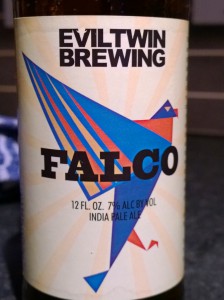 EVILTWIN
BREWING
FALCO
12 FL. OZ. 7% ALC BY VOL
INDIA PALE ALE